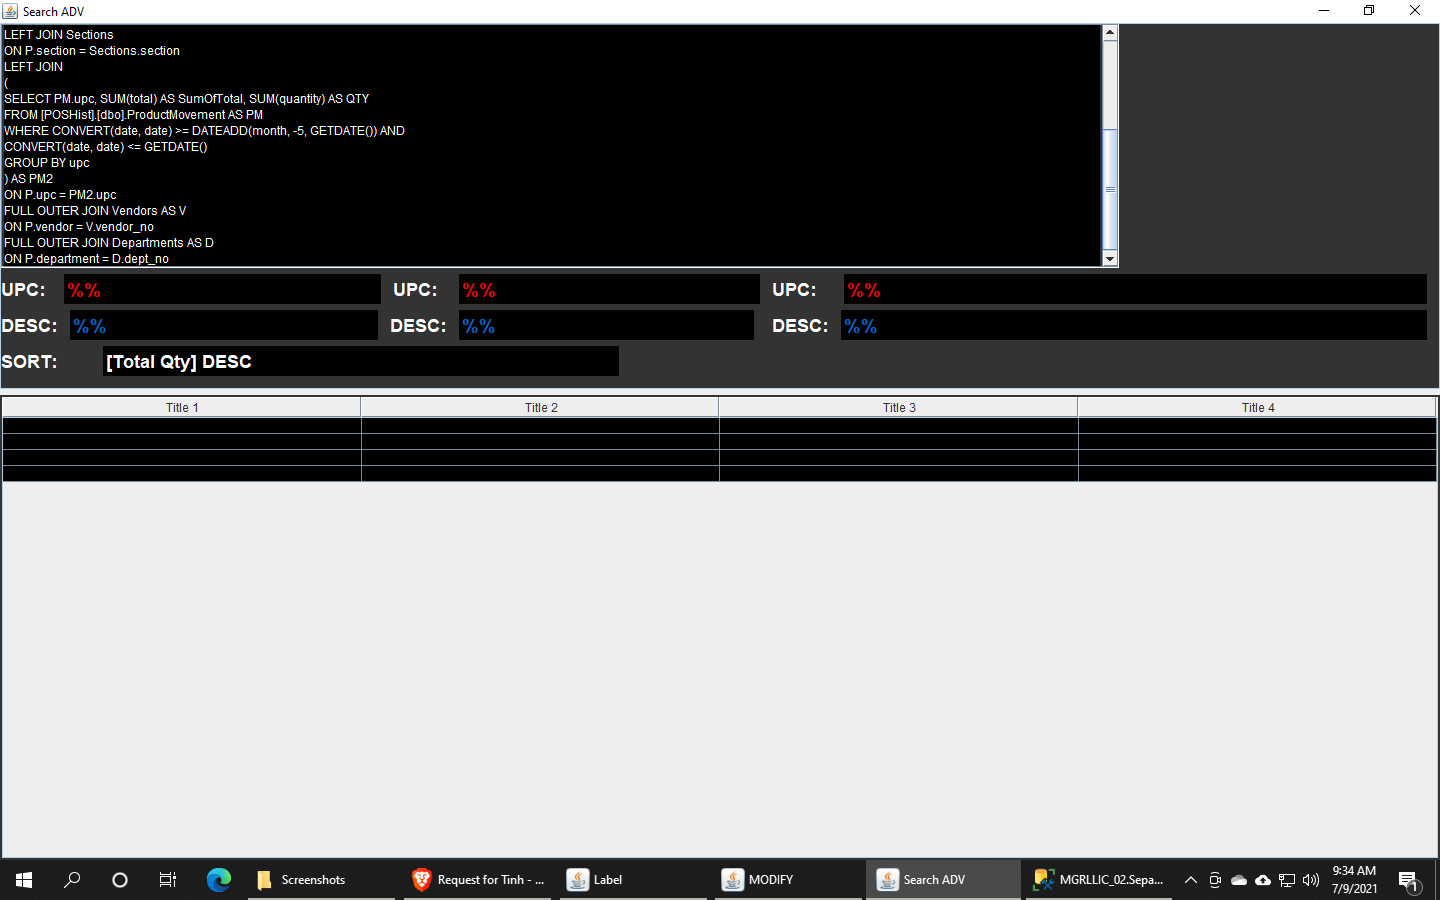 Search ADV
LEFT JOIN Sections
ON P.section = Sections.section
LEFT JOIN
(
SELECT PM.upc, SUM(total) AS SumOfTotal, SUM(quantity) AS QTY
FROM [POSHist].[dbo].ProductMovement AS PM
WHERE CONVERT(date, date) >= DATEADD(month, -5, GETDATE()) AND
CONVERT(date, date) <= GETDATE()
GROUP BY upc
) AS PM2
ON P.upc = PM2.upc
FULL OUTER JOIN Vendors AS V
ON P.vendor = V.vendor_no
FULL OUTER JOIN Departments AS D
ON P.department = D.dept_no
UPC: %% UPC: %% UPC: %%
DESC: %% DESC: %% DESC: %%
SORT: [Total Qty] DESC
Title 1 Title 2 Title 3 Title 4
Screenshots Request for Tinh - ... Label MODIFY Search ADV MGRLLIC_02.Sepa... 9:34 AM
7/9/2021 1